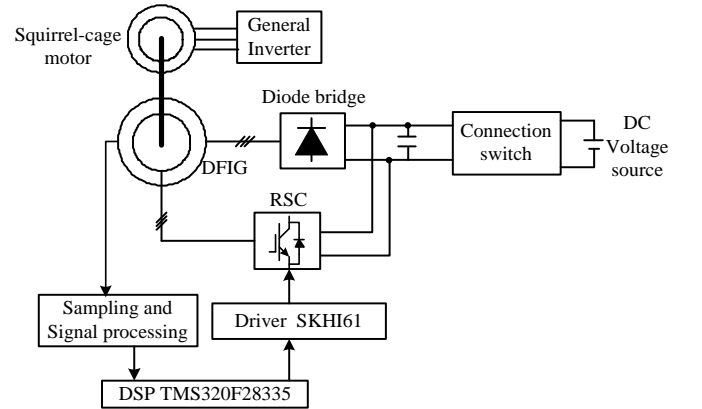 Squirrel-cage
motor
General
Inverter
Diode bridge
DFIG
Connection
switch
DC
Voltage
source
RSC
Sampling and
Signal processing
Driver SKHI61
DSP TMS320F28335